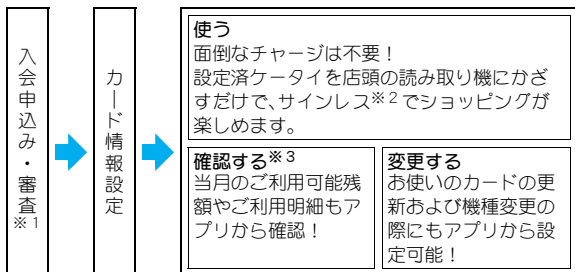 入会申込み・審査※1
カード情報設定
使う
面倒なチャージは不要！
設定済ケータイを店頭の読み取り機にかざ
すだけで、サインレス※2でショッピングが
楽しめます。
確認する※3
当月のご利用可能残
額やご利用明細もア
プリから確認！
変更する
お使いのカードの更
新および機種変更の
際にもアプリから設
定可能！